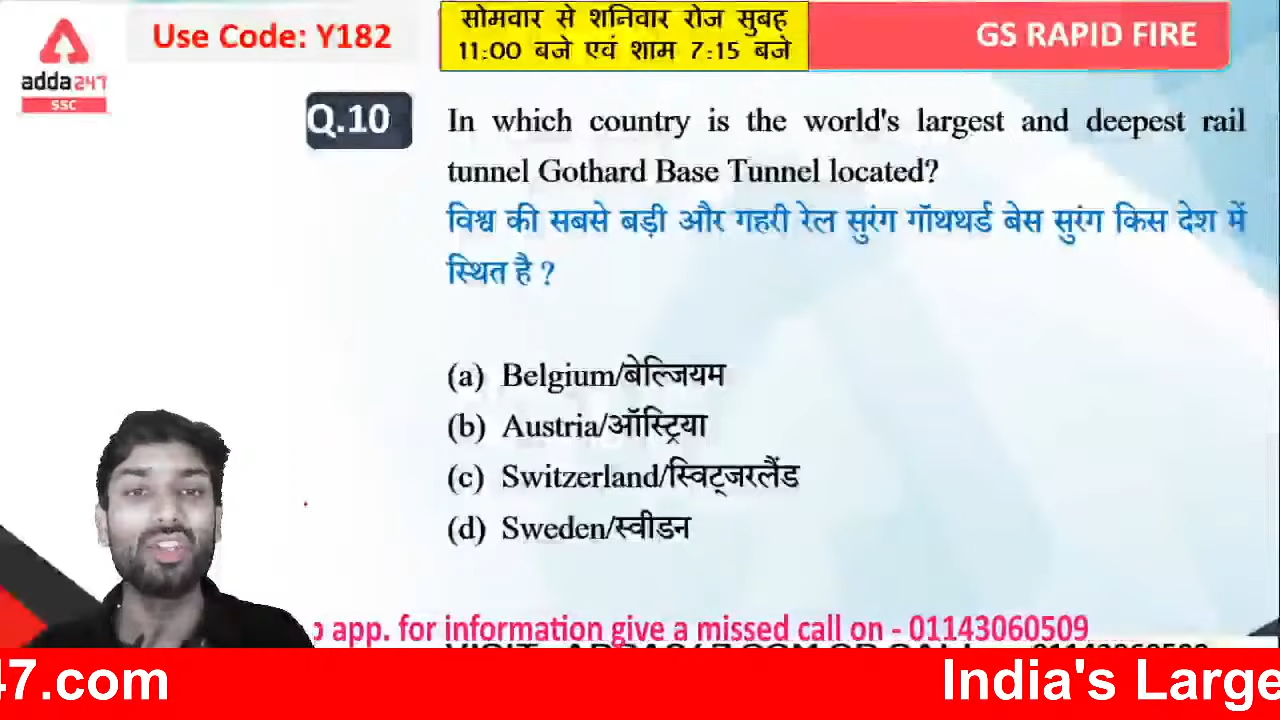 Use Code: Y182
सोमवार से शनिवार रोज सुबह
11:00 बजे एवं शाम 7:15 बजे
GS RAPID FIRE
adda247
SSC
Q.10
In which country is the world's largest and deepest rail
tunnel Gothard Base Tunnel located?
विश्व की सबसे बड़ी और गहरी रेल सुरंग गॉथथर्ड बेस सुरंग किस देश में
स्थित है ?
(a) Belgium/बेल्जियम
(b) Austria/ऑस्ट्रिया
(c) Switzerland/स्विट्जरलैंड
(d) Sweden/स्वीडन
app. for information give a missed call on - 01143060509
47.com
India's Large